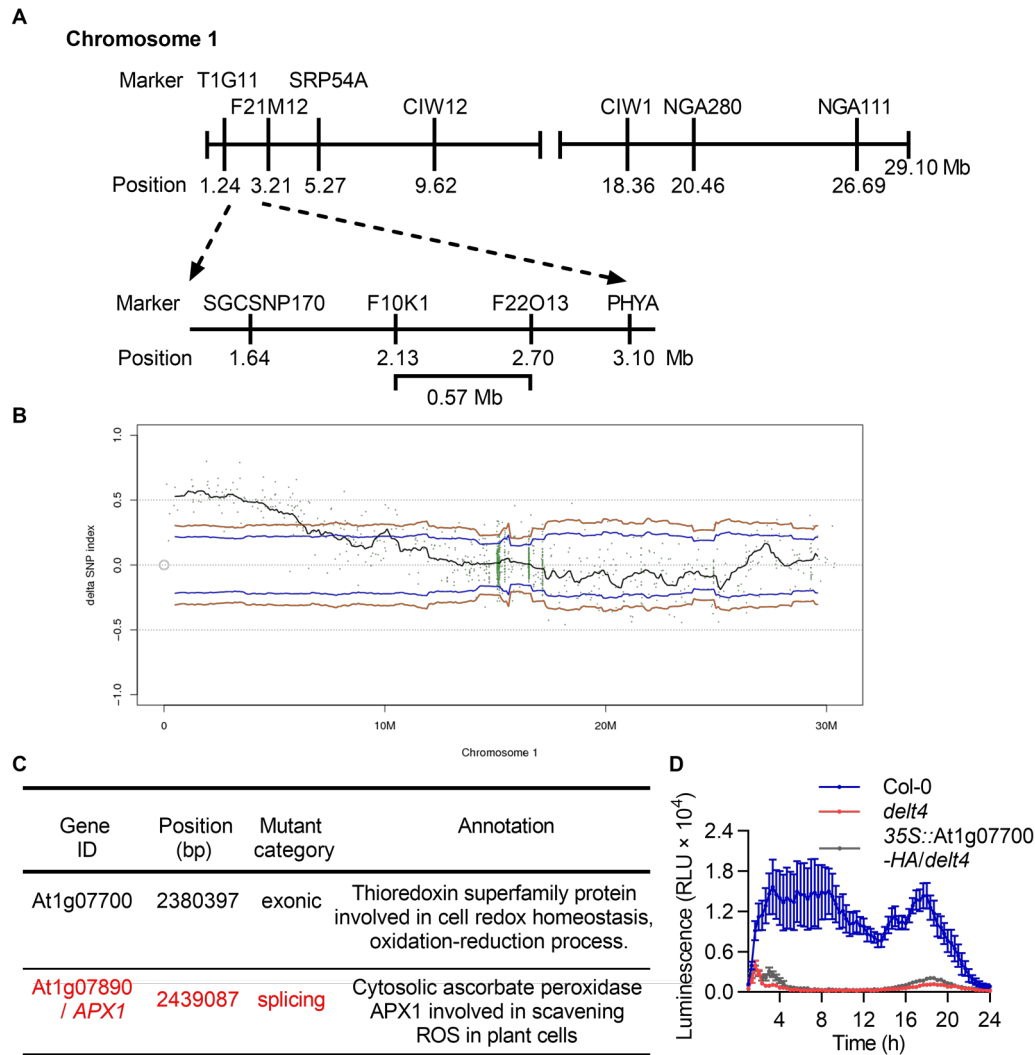 A
Chromosome 1
Marker T1G11 SRP54A
F21M12 CIW12 CIW1 NGA280 NGA111
29.10 Mb
Position 1.24 3.21 5.27 9.62 18.36 20.46 26.69
Marker SGCSNP170 F10K1 F22O13 PHYA
Position 1.64 2.13 2.70 3.10 Mb
0.57 Mb
B
1.0
0.5
0.0
−0.5
−1.0
delta SNP index
0 10M 20M 30M
Chromosome 1
C
Gene ID Position (bp) Mutant category Annotation
At1g07700 2380397 exonic Thioredoxin superfamily protein
involved in cell redox homeostasis,
oxidation-reduction process.
At1g07890 / APX1 2439087 splicing Cytosolic ascorbate peroxidase
APX1 involved in scavening
ROS in plant cells
D
Col-0
delt4
35S::At1g07700
-HA/delt4
Luminescence (RLU × 10⁴)
2.4
1.8
1.2
0.6
0.0
4 8 12 16 20 24
Time (h)